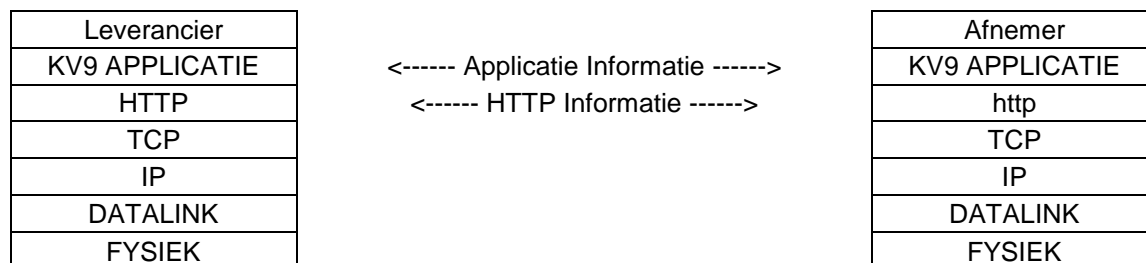 Leverancier Afnemer
KV9 APPLICATIE <------ Applicatie Informatie ------> KV9 APPLICATIE
HTTP <------ HTTP Informatie ------> http
TCP TCP
IP IP
DATALINK DATALINK
FYSIEK FYSIEK